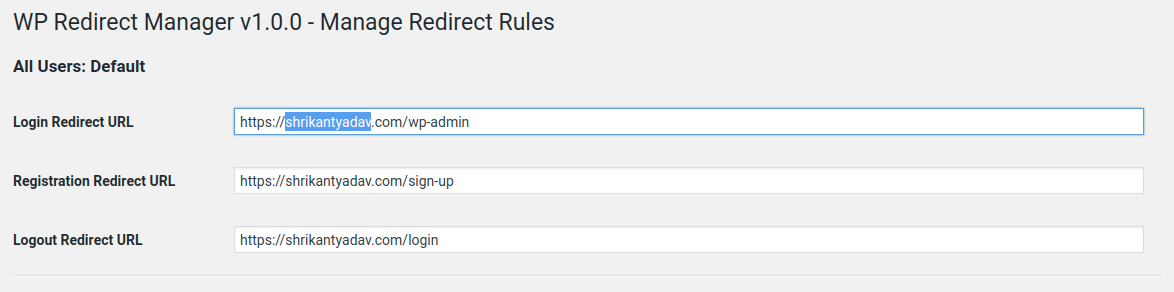 WP Redirect Manager v1.0.0 - Manage Redirect Rules
All Users: Default
Login Redirect URL https://shrikantyadav.com/wp-admin
Registration Redirect URL https://shrikantyadav.com/sign-up
Logout Redirect URL https://shrikantyadav.com/login